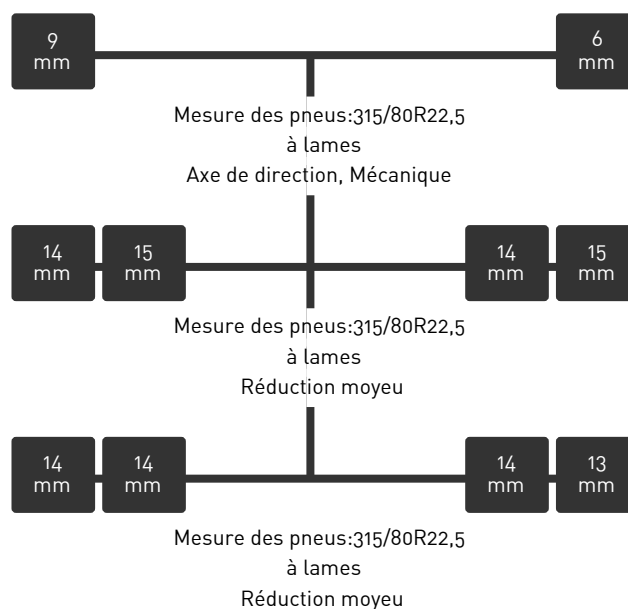 9
mm
6
mm
Mesure des pneus:315/80R22,5
à lames
Axe de direction, Mécanique
14
mm
15
mm
14
mm
15
mm
Mesure des pneus:315/80R22,5
à lames
Réduction moyeu
14
mm
14
mm
14
mm
13
mm
Mesure des pneus:315/80R22,5
à lames
Réduction moyeu